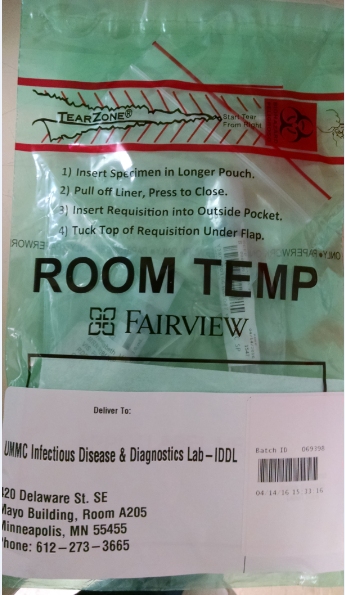 TEARZONE®
Start Tear
From Right
1) Insert Specimen in Longer Pouch.
2) Pull off Liner, Press to Close.
3) Insert Requisition into Outside Pocket.
4) Tuck Top of Requisition Under Flap.
ROOM TEMP
FAIRVIEW
Deliver To:
UMMC Infectious Disease & Diagnostics Lab – IDDL
420 Delaware St. SE
Mayo Building, Room A205
Minneapolis, MN 55455
Phone: 612 – 273 – 3665
Batch ID 069398
04 14 16 15 33 16